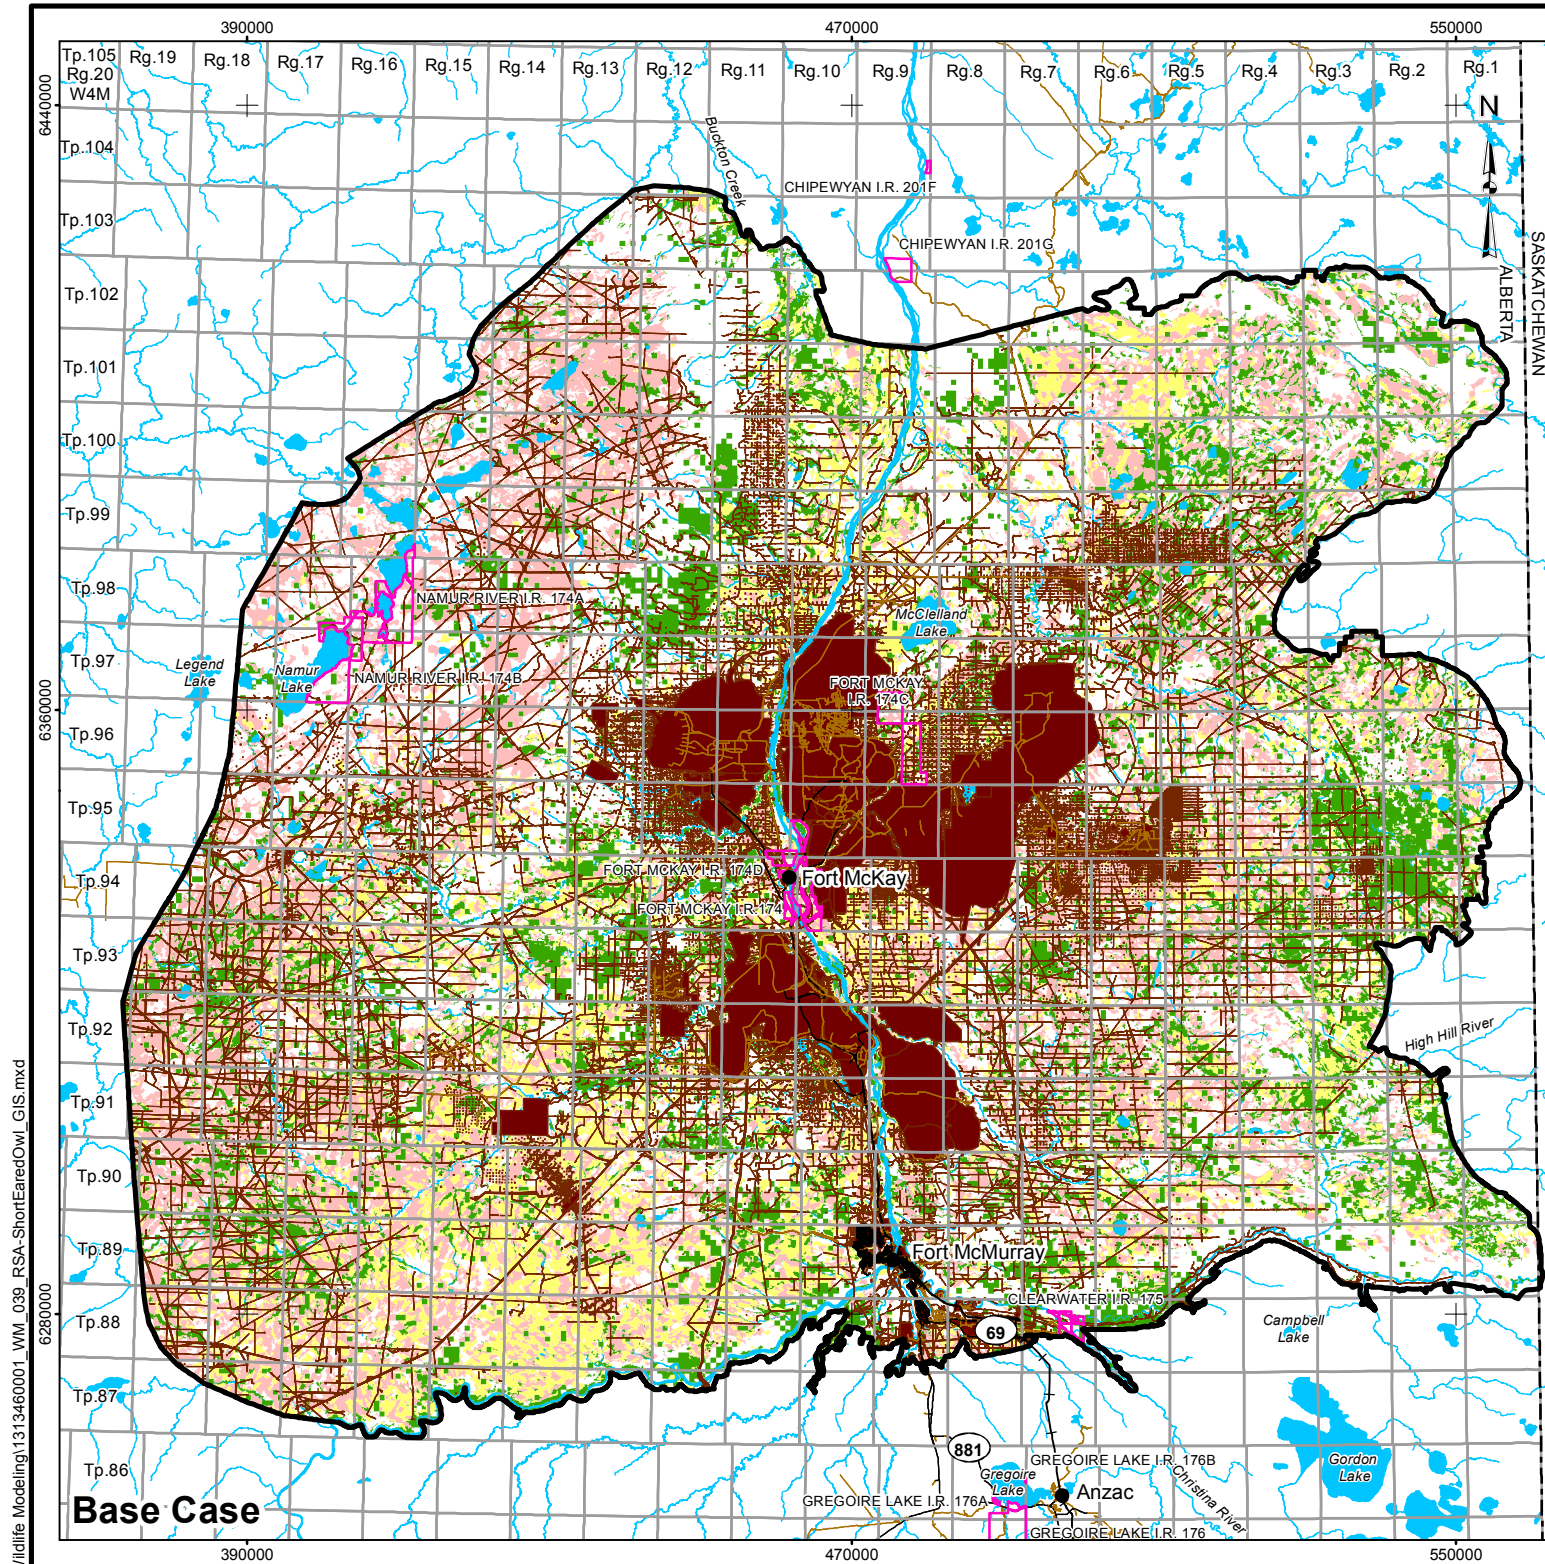 390000
470000
550000
Tp.105
Rg.20
W4M
Rg.19
Rg.18
Rg.17
Rg.16
Rg.15
Rg.14
Rg.13
Rg.12
Rg.11
Rg.10
Rg.9
Rg.8
Rg.7
Rg.6
Rg.5
Rg.4
Rg.3
Rg.2
Rg.1
6440000
N
Tp.104
Buckton Creek
CHIPEWYAN I.R. 201F
Tp.103
CHIPEWYAN I.R. 201G
SASKATCHEWAN
ALBERTA
Tp.102
Tp.101
Tp.100
Tp.99
Tp.98
NAMUR RIVER I.R. 174A
McClelland
Lake
Tp.97
Legend
Lake
Namur
Lake
NAMUR RIVER I.R. 174B
FORT MCKAY
I.R. 174C
6360000
Tp.96
Tp.95
Tp.94
FORT MCKAY I.R. 174D
Fort McKay
FORT MCKAY I.R.174
Tp.93
Tp.92
High Hill River
Tp.91
Tp.90
Tp.89
Fort McMurray
6280000
Tp.88
CLEARWATER I.R. 175
69
Campbell
Lake
Tp.87
881
GREGOIRE LAKE I.R. 176B
Gregoire
Lake
Christina River
Gordon
Lake
Tp.86
GREGOIRE LAKE I.R. 176A
Anzac
GREGOIRE LAKE I.R. 176
Base Case
390000
470000
550000
Wildlife Modeling\1313460001_WM_039_RSA-ShortEaredOwl_GIS.mxd